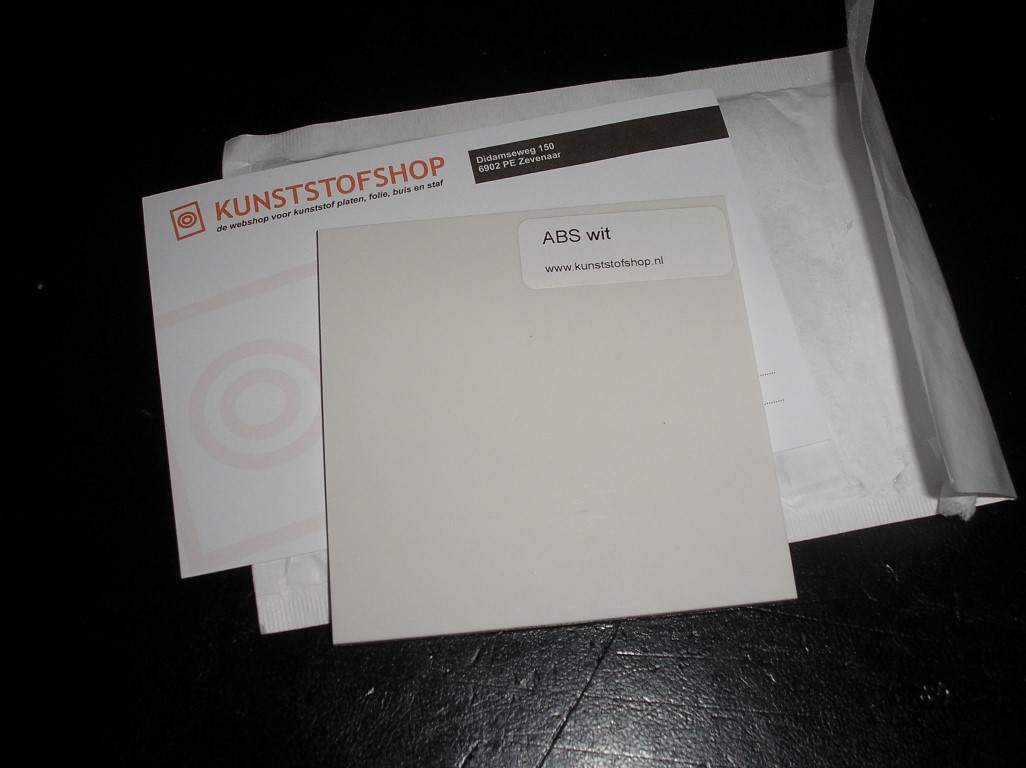 KUNSTSTOFSHOP
de webshop voor kunststof platen, folie, buis en staf
Didamseweg 150
6902 PE Zevenaar
ABS wit
www.kunststofshop.nl